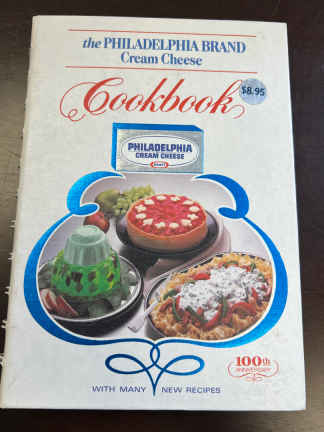 the PHILADELPHIA BRAND
Cream Cheese
Cookbook
$8.95
PHILADELPHIA
CREAM CHEESE
KRAFT
100th
ANNIVERSARY
WITH MANY NEW RECIPES